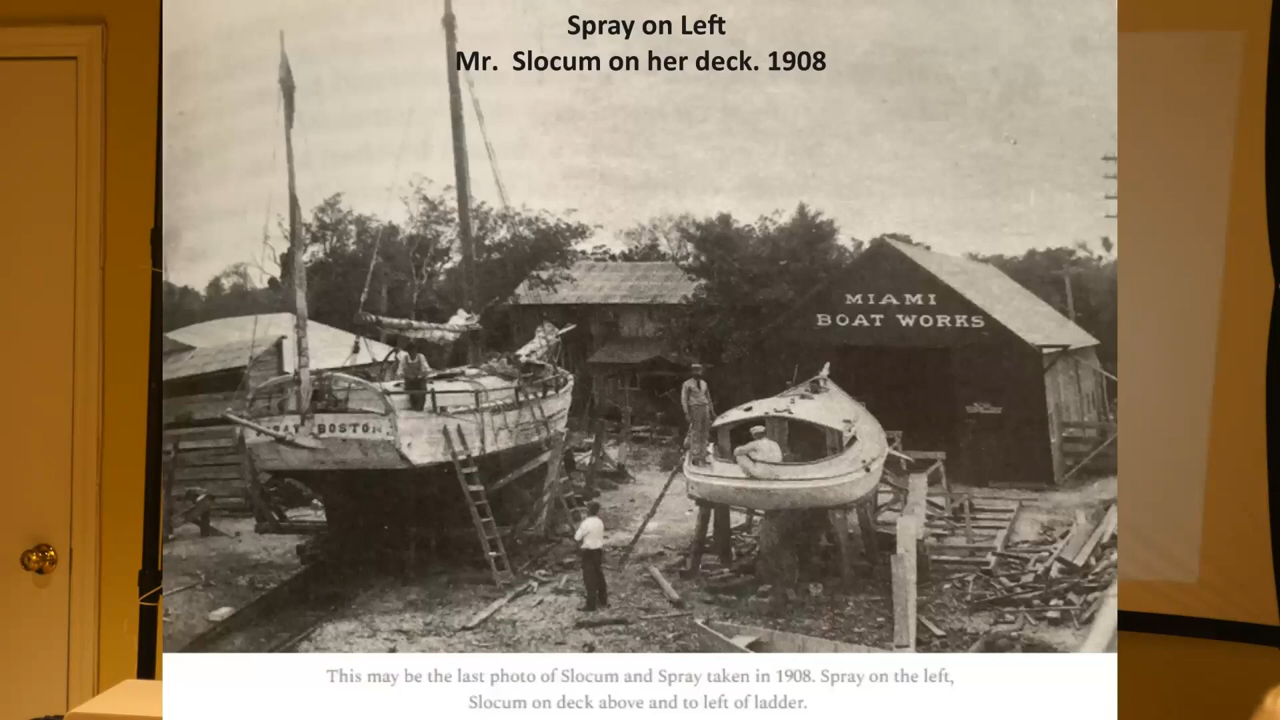 Spray on Left
Mr. Slocum on her deck. 1908
MIAMI
BOAT WORKS
BOSTON
This may be the last photo of Slocum and Spray taken in 1908. Spray on the left,
Slocum on deck above and to left of ladder.